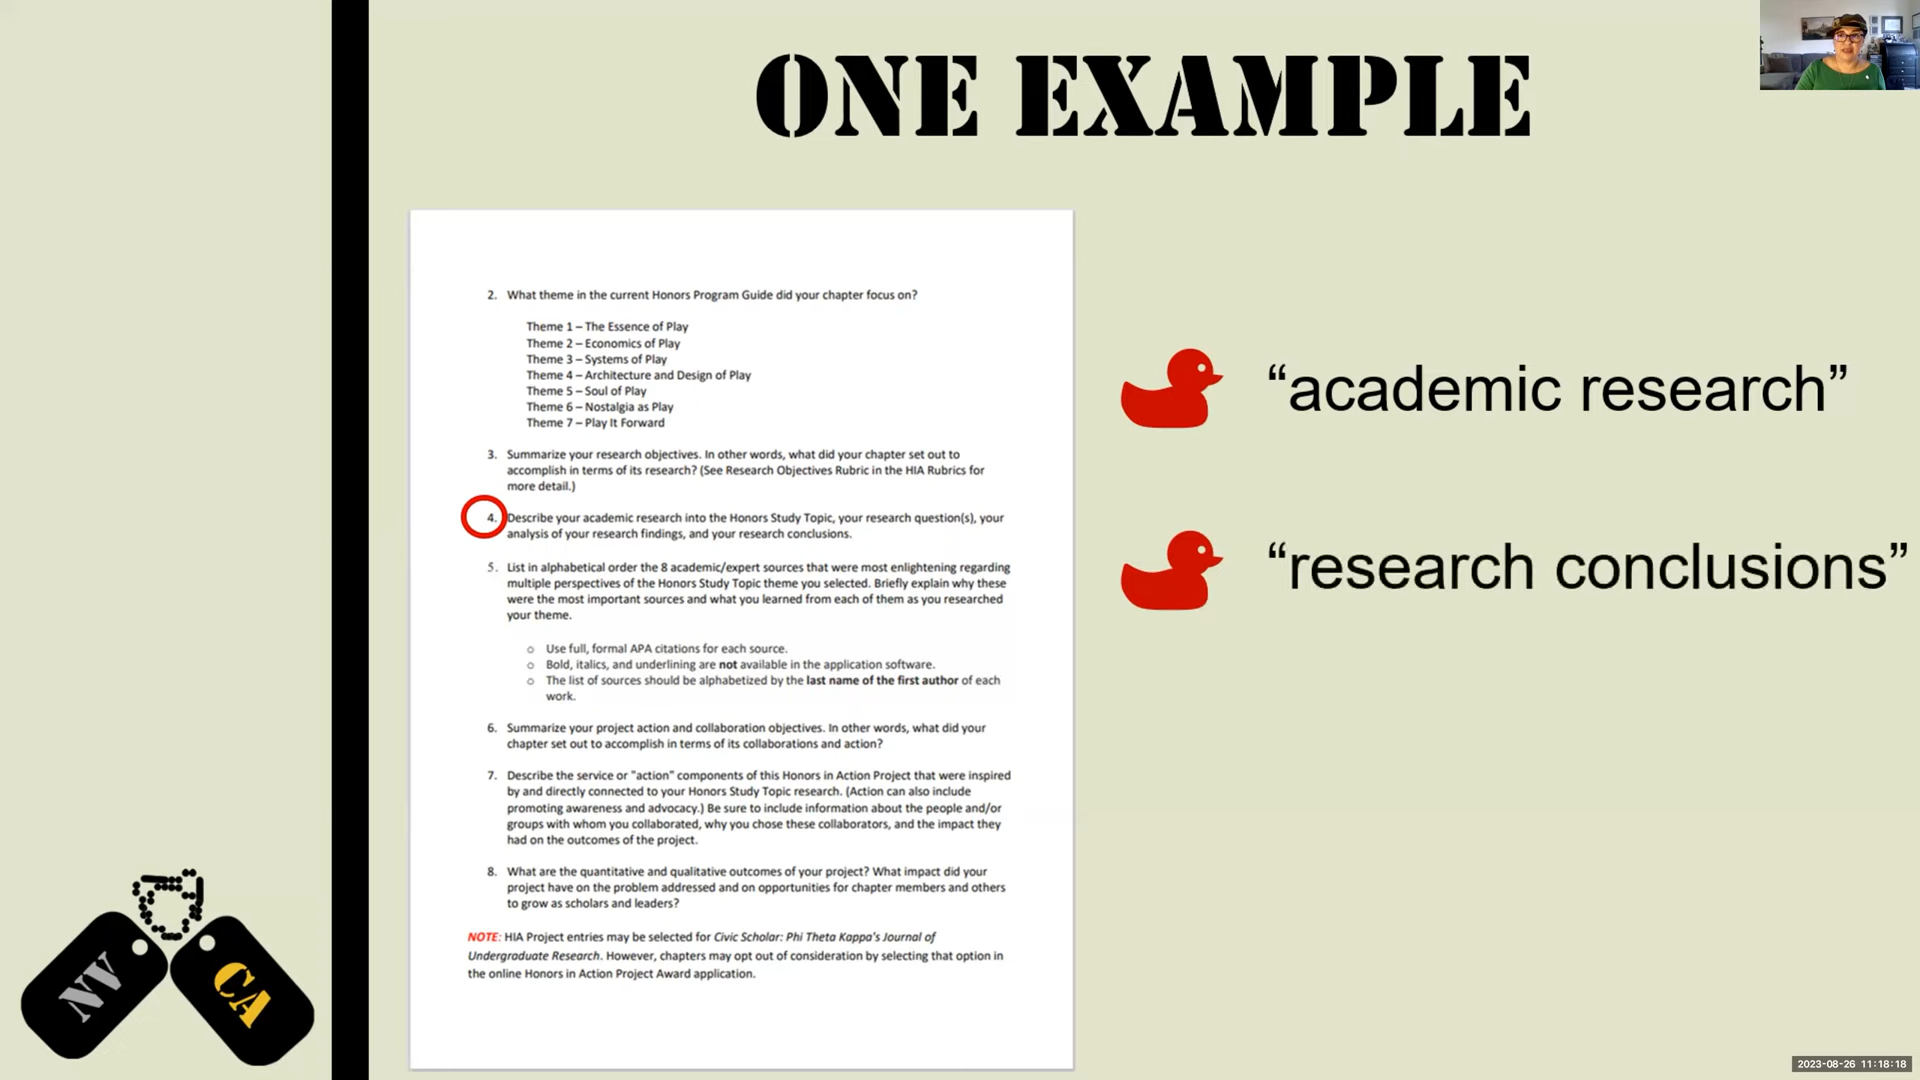 ONE EXAMPLE
2. What theme in the current Honors Program Guide did your chapter focus on?
Theme 1 – The Essence of Play
Theme 2 – Economics of Play
Theme 3 – Systems of Play
Theme 4 – Architecture and Design of Play
Theme 5 – Soul of Play
Theme 6 – Nostalgia as Play
Theme 7 – Play It Forward
3. Summarize your research objectives. In other words, what did your chapter set out to
accomplish in terms of its research? (See Research Objectives Rubric in the HIA Rubrics for
more detail.)
4. Describe your academic research into the Honors Study Topic, your research question(s), your
analysis of your research findings, and your research conclusions.
5. List in alphabetical order the 8 academic/expert sources that were most enlightening regarding
multiple perspectives of the Honors Study Topic theme you selected. Briefly explain why these
were the most important sources and what you learned from each of them as you researched
your theme.
o Use full, formal APA citations for each source.
o Bold, italics, and underlining are not available in the application software.
o The list of sources should be alphabetized by the last name of the first author of each
work.
6. Summarize your project action and collaboration objectives. In other words, what did your
chapter set out to accomplish in terms of its collaborations and action?
7. Describe the service or "action" components of this Honors in Action Project that were inspired
by and directly connected to your Honors Study Topic research. (Action can also include
promoting awareness and advocacy.) Be sure to include information about the people and/or
groups with whom you collaborated, why you chose these collaborators, and the impact they
had on the outcomes of the project.
8. What are the quantitative and qualitative outcomes of your project? What impact did your
project have on the problem addressed and on opportunities for chapter members and others
to grow as scholars and leaders?
NOTE: HIA Project entries may be selected for Civic Scholar: Phi Theta Kappa's Journal of
Undergraduate Research. However, chapters may opt out of consideration by selecting that option in
the online Honors in Action Project Award application.
“academic research”
“research conclusions”
NV
CA
2023-08-26 11:18:18